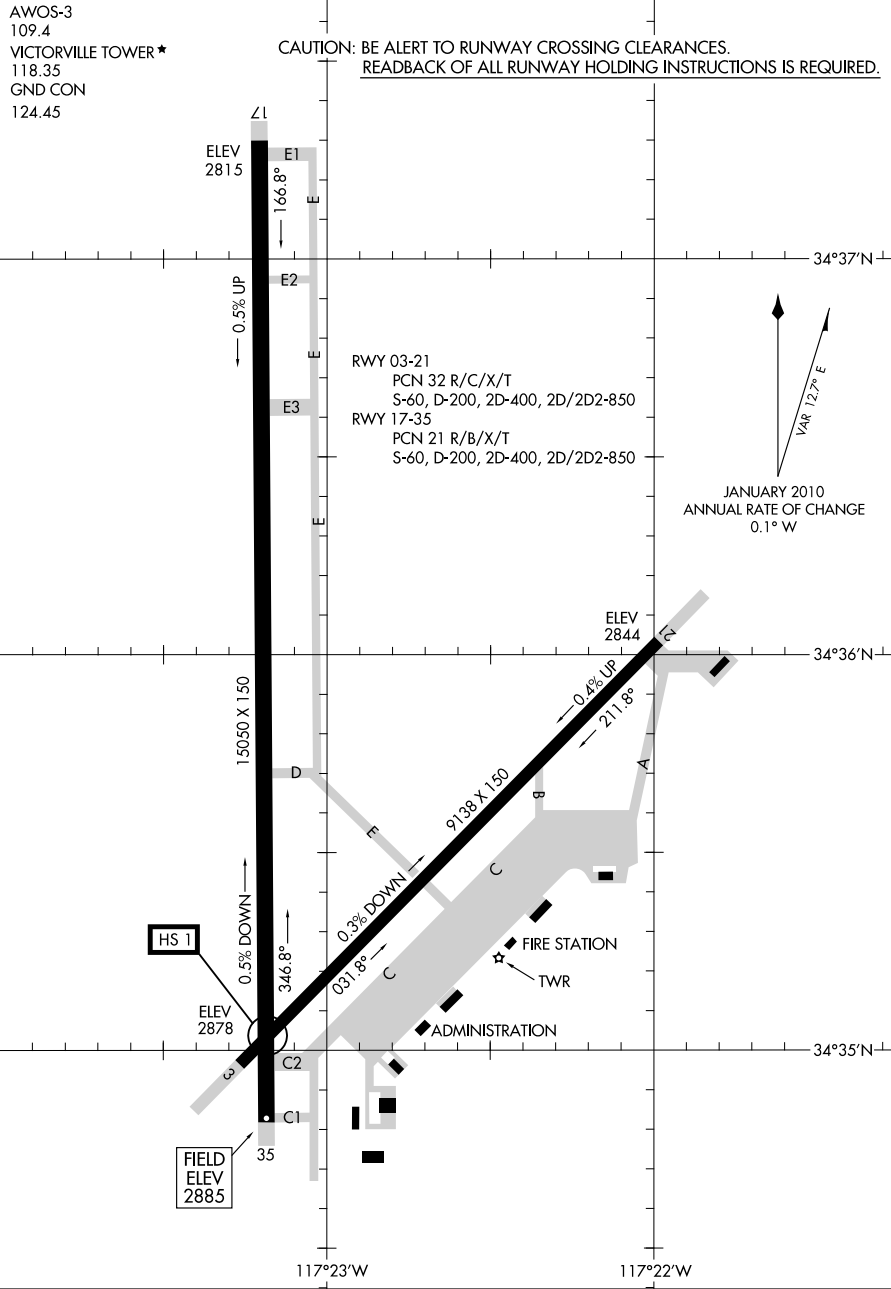 AWOS-3
109.4
VICTORVILLE TOWER★
118.35
GND CON
124.45
CAUTION: BE ALERT TO RUNWAY CROSSING CLEARANCES.
READBACK OF ALL RUNWAY HOLDING INSTRUCTIONS IS REQUIRED.
17
ELEV
2815
E1
166.8°
E
34°37'N
E2
0.5% UP
E
E3
RWY 03-21
PCN 32 R/C/X/T
S-60, D-200, 2D-400, 2D/2D2-850
RWY 17-35
PCN 21 R/B/X/T
S-60, D-200, 2D-400, 2D/2D2-850
VAR 12.7° E
JANUARY 2010
ANNUAL RATE OF CHANGE
0.1° W
E
ELEV
2844
21
34°36'N
0.4% UP
211.8°
15050 X 150
D
A
B
9138 X 150
E
C
0.3% DOWN
0.5% DOWN
HS 1
346.8°
031.8°
C
FIRE STATION
TWR
ELEV
2878
ADMINISTRATION
34°35'N
3
C2
C1
35
FIELD
ELEV
2885
117°23'W
117°22'W